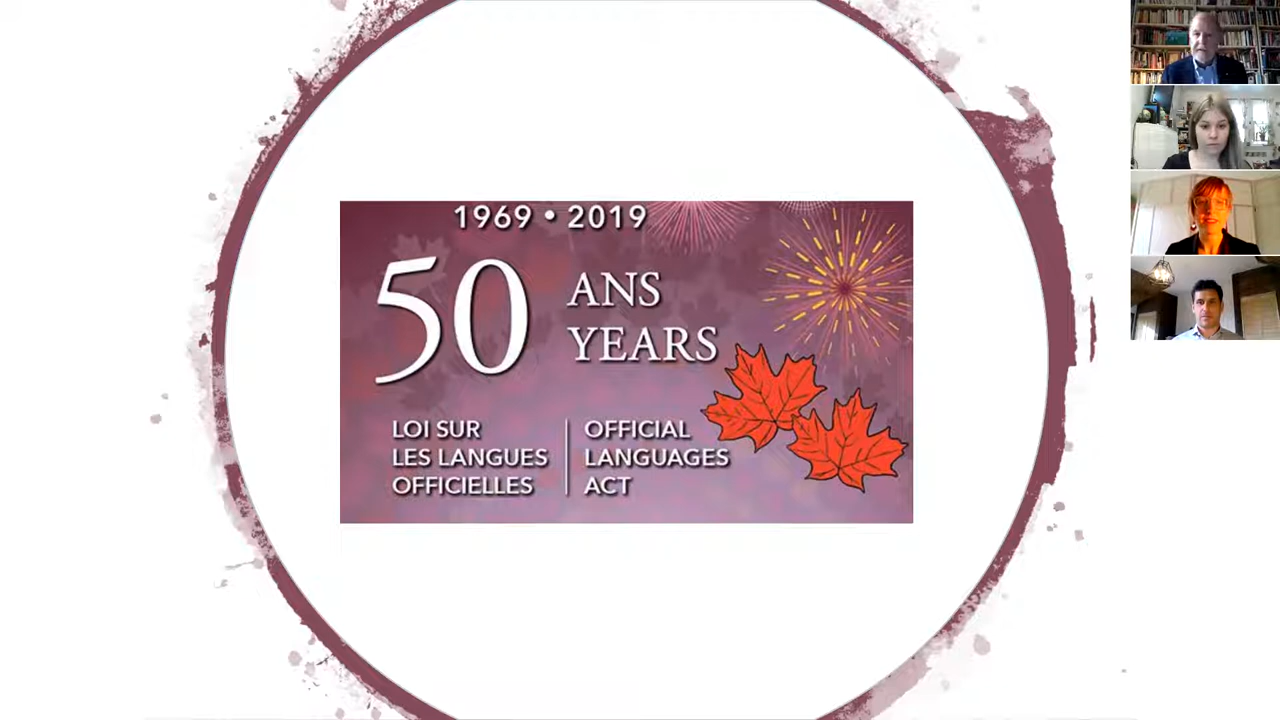 1969 • 2019
50
ANS
YEARS
LOI SUR
LES LANGUES
OFFICIELLES
OFFICIAL
LANGUAGES
ACT